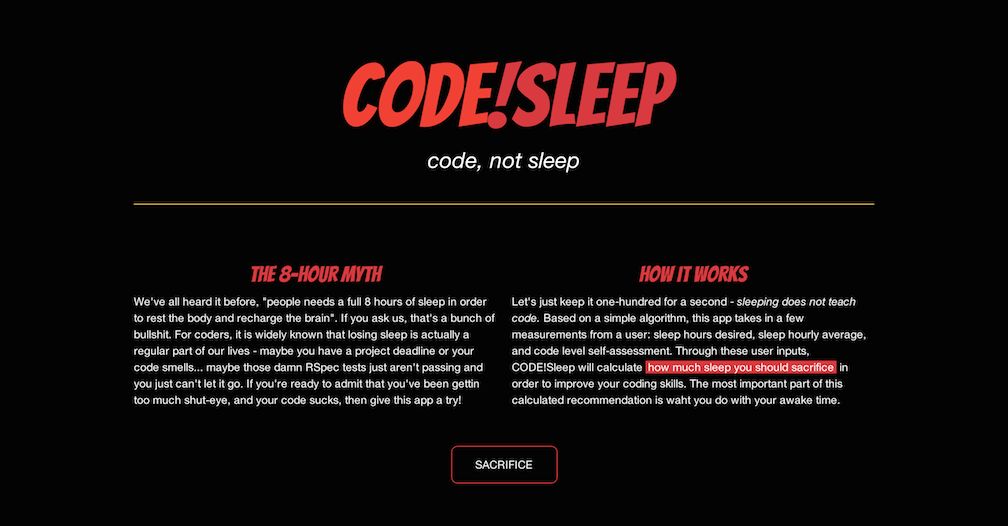 CODE!SLEEP
code, not sleep
THE 8-HOUR MYTH
We've all heard it before, "people needs a full 8 hours of sleep in order
to rest the body and recharge the brain". If you ask us, that's a bunch of
bullshit. For coders, it is widely known that losing sleep is actually a
regular part of our lives - maybe you have a project deadline or your
code smells... maybe those damn RSpec tests just aren't passing and
you just can't let it go. If you're ready to admit that you've been gettin
too much shut-eye, and your code sucks, then give this app a try!
HOW IT WORKS
Let's just keep it one-hundred for a second - sleeping does not teach
code. Based on a simple algorithm, this app takes in a few
measurements from a user: sleep hours desired, sleep hourly average,
and code level self-assessment. Through these user inputs,
CODE!Sleep will calculate how much sleep you should sacrifice in
order to improve your coding skills. The most important part of this
calculated recommendation is waht you do with your awake time.
SACRIFICE